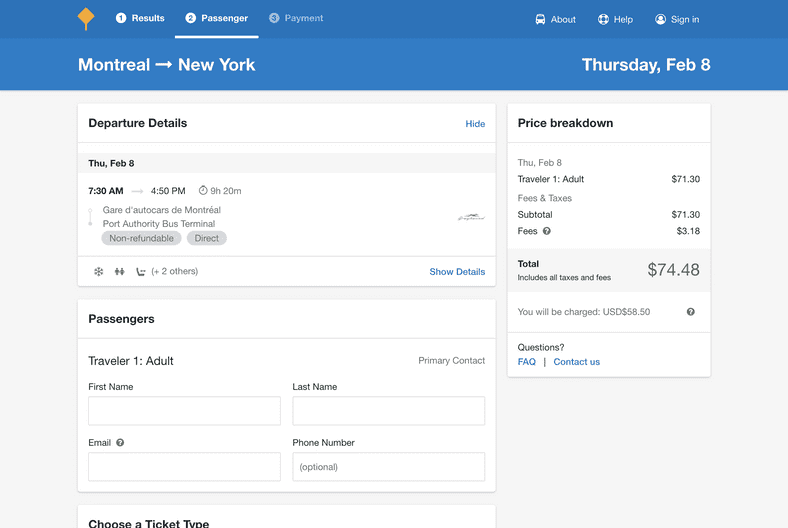 1 Results 2 Passenger 3 Payment About Help Sign in
Montreal → New York Thursday, Feb 8
Departure Details Hide
Thu, Feb 8
7:30 AM 4:50 PM 9h 20m
Gare d'autocars de Montréal
Port Authority Bus Terminal
Non-refundable Direct
(+ 2 others) Show Details
Passengers
Traveler 1: Adult Primary Contact
First Name Last Name
Email ? Phone Number
(optional)
Choose a Ticket Type
Price breakdown
Thu, Feb 8
Traveler 1: Adult $71.30
Fees & Taxes
Subtotal $71.30
Fees ? $3.18
Total
Includes all taxes and fees $74.48
You will be charged: USD$58.50 ?
Questions?
FAQ | Contact us